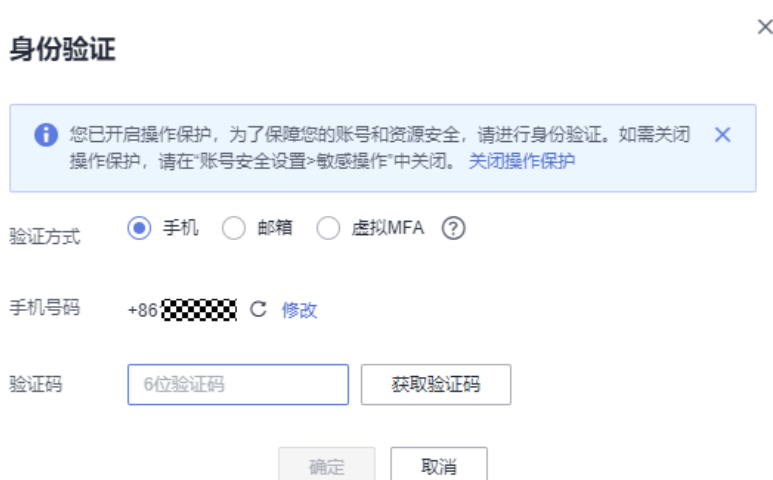 身份验证
您已开启操作保护，为了保障您的账号和资源安全，请进行身份验证。如需关闭
操作保护，请在“账号安全设置>敏感操作”中关闭。 关闭操作保护
验证方式 手机 邮箱 虚拟MFA ?
手机号码 +86 修改
验证码 6位验证码 获取验证码
确定 取消